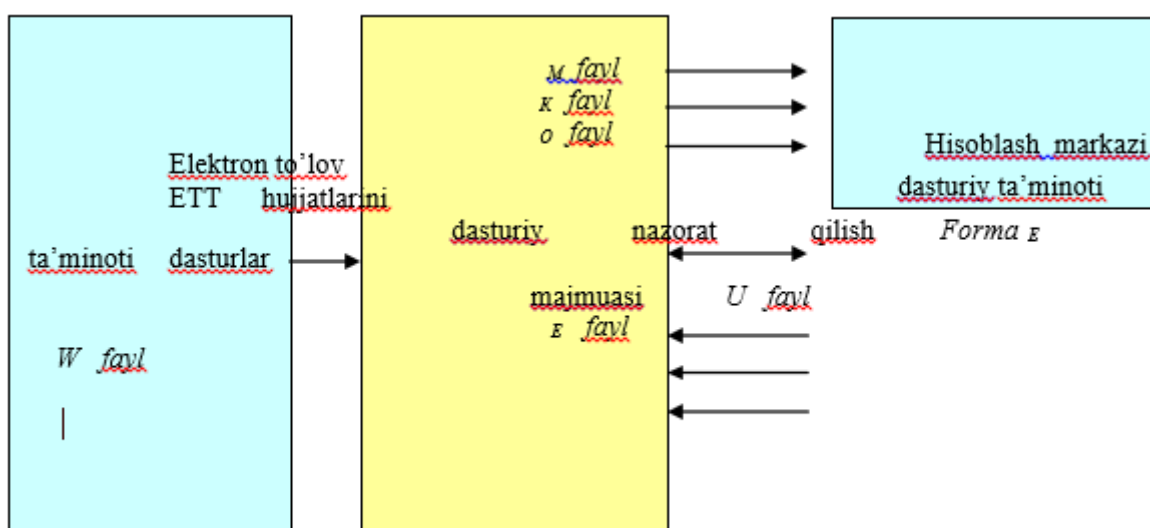 M fayl
K fayl
O fayl
Hisoblash markazi
Elektron to’lov
ETT hujjatlarini
dasturiy ta’minoti
dasturiy nazorat qilish Forma E
ta’minoti dasturlar
majmuasi U fayl
E fayl
W fayl